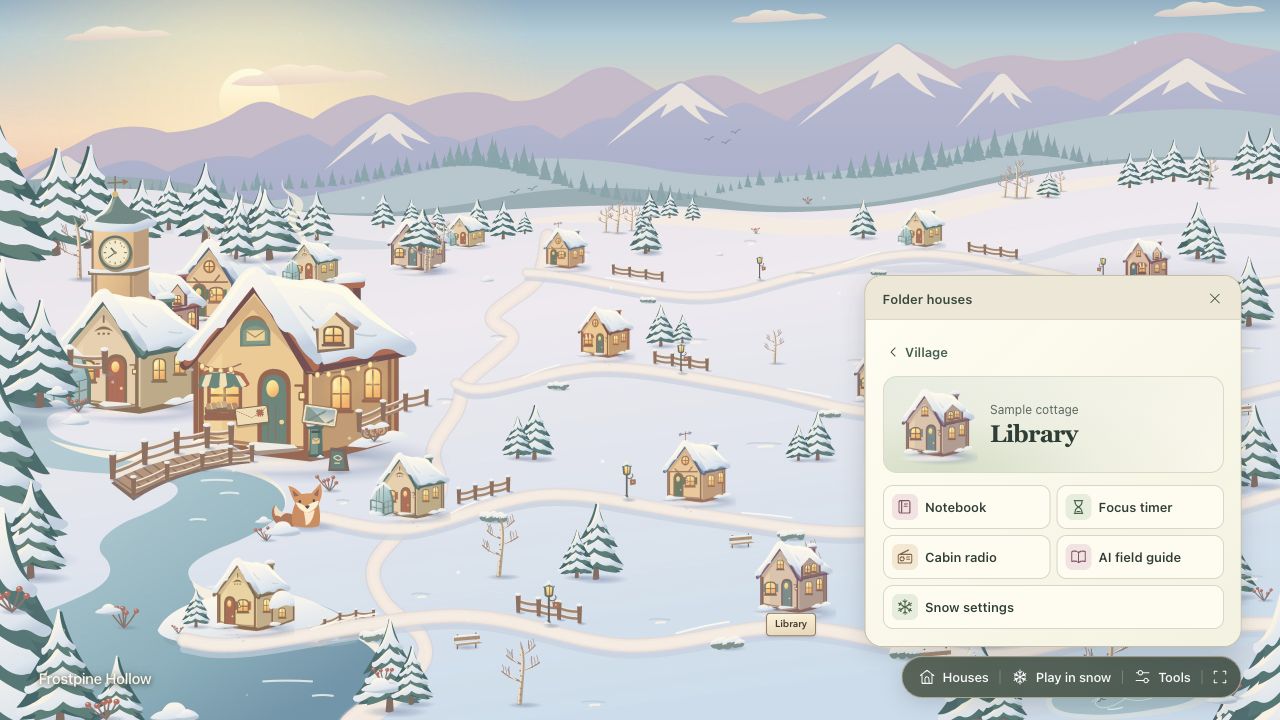 Folder houses
Village
Sample cottage
Library
Notebook
Focus timer
Cabin radio
AI field guide
Snow settings
Library
Frostpine Hollow
Houses
Play in snow
Tools